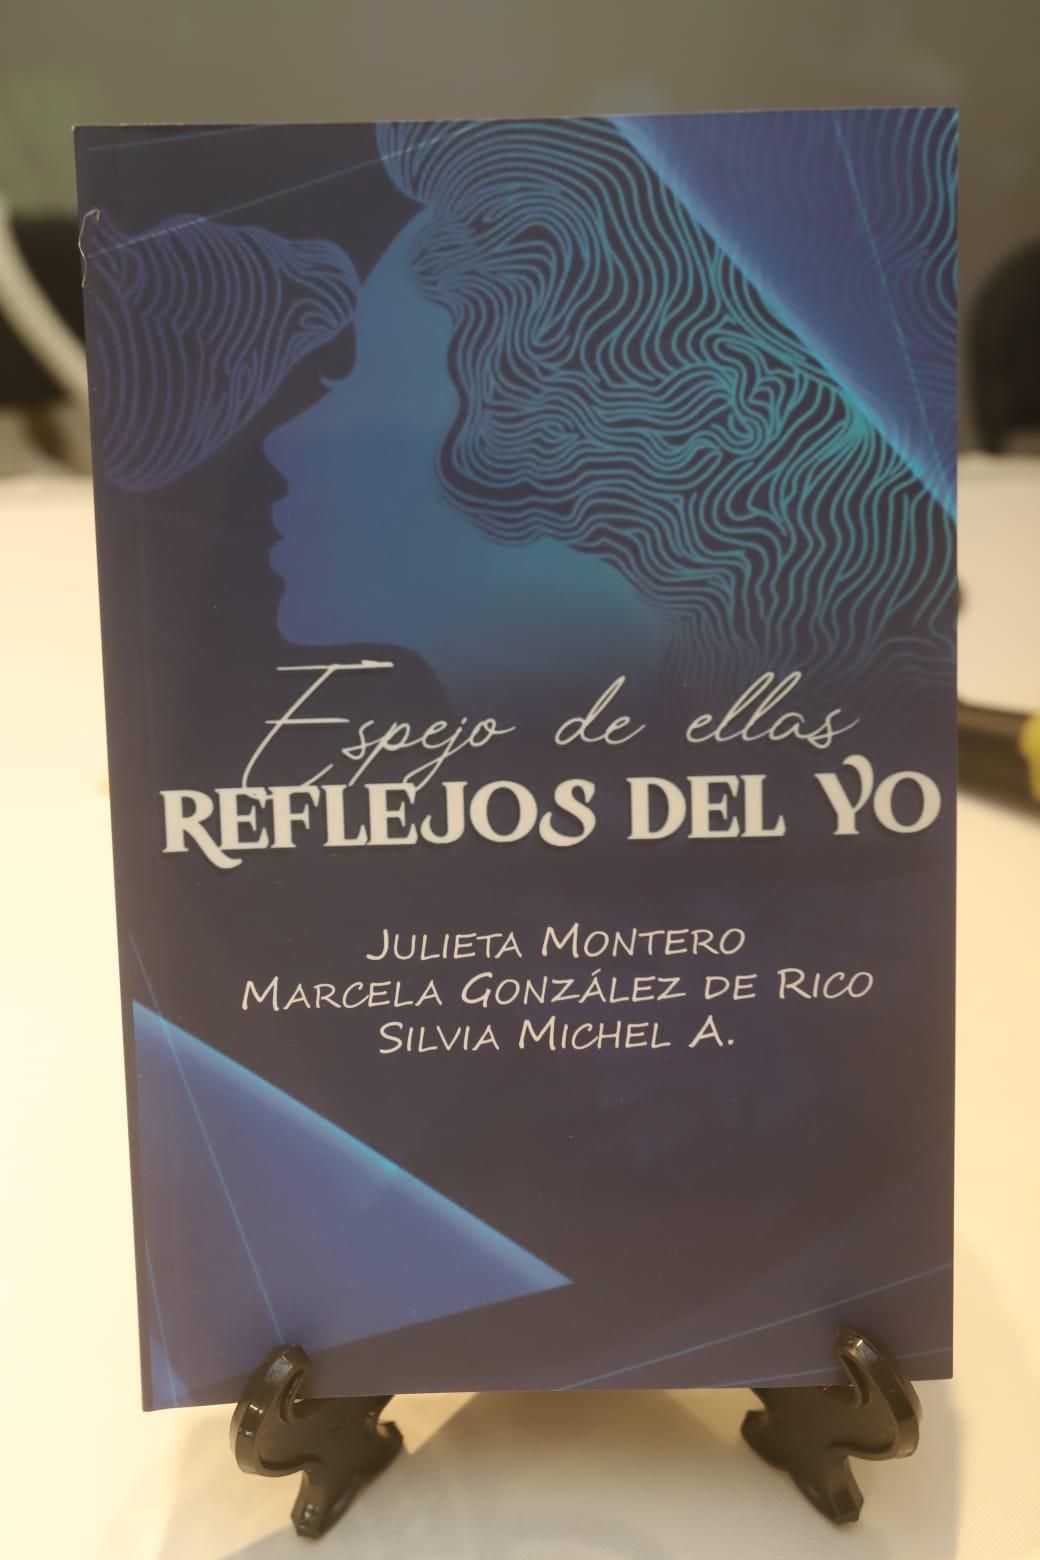 Espejo de ellas
REFLEJOS DEL YO
JULIETA MONTERO
MARCELA GONZÁLEZ DE RICO
SILVIA MICHEL A.